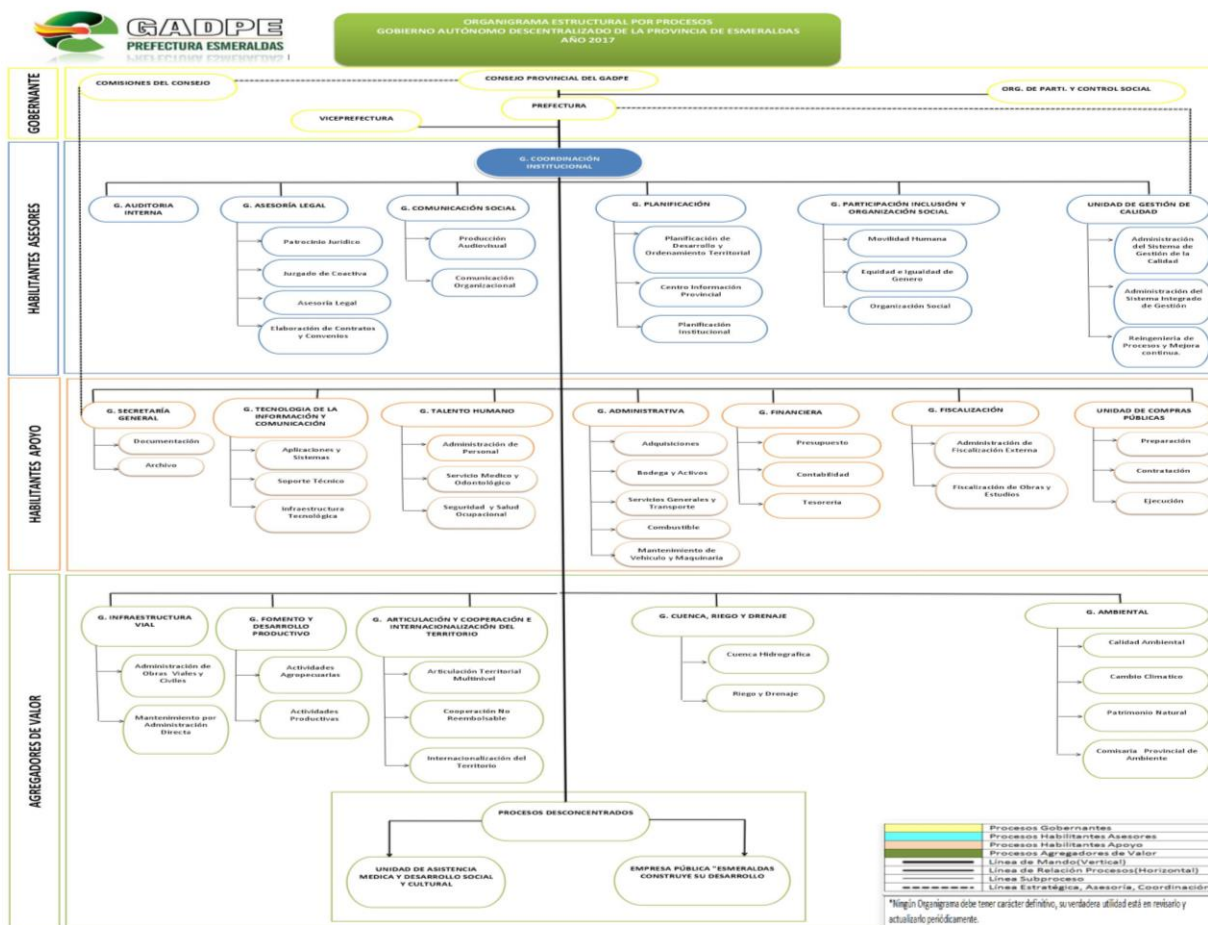 GADPE
PREFECTURA ESMERALDAS
ORGANIGRAMA ESTRUCTURAL POR PROCESOS
GOBIERNO AUTÓNOMO DESCENTRALIZADO DE LA PROVINCIA DE ESMERALDAS
AÑO 2017
GOBERNANTE
COMISIONES DEL CONSEJO
CONSEJO PROVINCIAL DEL GADPE
ORG. DE PARTI. Y CONTROL SOCIAL
PREFECTURA
VICEPREFECTURA
HABILITANTES ASESORES
G. COORDINACIÓN
INSTITUCIONAL
G. AUDITORIA
INTERNA
G. ASESORÍA LEGAL
Patrocinio Jurídico
Jurgado de Coactiva
Asesoría Legal
Elaboración de Contratos
y Convenios
G. COMUNICACIÓN SOCIAL
Producción
Audiovisual
Comunicación
Organizacional
G. PLANIFICACIÓN
Planificación de
Desarrollo y
Ordenamiento Territorial
Centro Información
Provincial
Planificación
Institucional
G. PARTICIPACIÓN INCLUSIÓN Y
ORGANIZACIÓN SOCIAL
Movilidad Humana
Equidad e Igualdad de
Genero
Organización Social
UNIDAD DE GESTIÓN DE
CALIDAD
Administración
del Sistema de
Gestión de la
Calidad
Administración del
Sistema Integrado
de Gestión
Reingeniería de
Procesos y Mejora
continua.
HABILITANTES APOYO
G. SECRETARÍA
GENERAL
Documentación
Archivo
G. TECNOLOGIA DE LA
INFORMACIÓN Y
COMUNICACIÓN
Aplicaciones y
Sistemas
Soporte Técnico
Infraestructura
Tecnológica
G. TALENTO HUMANO
Administración de
Personal
Servicio Medico y
Odontológico
Seguridad y Salud
Ocupacional
G. ADMINISTRATIVA
Adquisiciones
Bodega y Activos
Servicios Generales y
Transporte
Combustible
Mantenimiento de
Vehículo y Maquinaria
G. FINANCIERA
Presupuesto
Contabilidad
Tesorería
G. FISCALIZACIÓN
Administración de
Fiscalización Externa
Fiscalización de Obras y
Estudios
UNIDAD DE COMPRAS
PÚBLICAS
Preparación
Contratación
Ejecución
AGREGADORES DE VALOR
G. INFRAESTRUCTURA
VIAL
Administración de
Obras Viales y
Civiles
Mantenimiento por
Administración
Directa
G. FOMENTO Y
DESARROLLO
PRODUCTIVO
Actividades
Agropecuarias
Actividades
Productivas
G. ARTICULACIÓN Y COOPERACIÓN E
INTERNACIONALIZACIÓN DEL
TERRITORIO
Articulación Territorial
Multinivel
Cooperación No
Reembolsable
Internacionalización del
Territorio
G. CUENCA, RIEGO Y DRENAJE
Cuenca Hidrografica
Riego y Drenaje
G. AMBIENTAL
Calidad Ambiental
Cambio Climatico
Patrimonio Natural
Comisaria Provincial de
Ambiente
PROCESOS DESCONCENTRADOS
UNIDAD DE ASISTENCIA
MEDICA Y DESARROLLO SOCIAL
Y CULTURAL
EMPRESA PÚBLICA "ESMERALDAS
CONSTRUYE SU DESARROLLO
Procesos Gobernantes
Procesos Habilitantes Asesores
Procesos Habilitantes Apoyo
Procesos Agregadores de Valor
Línea de Mando(Vertical)
Línea de Relación Procesos(Horizontal)
Línea Subproceso
Línea Estratégica, Asesoría, Coordinación
*Ningún Organigrama debe tener carácter definitivo, su verdadera utilidad está en revisarlo y
actualizarlo periódicamente.